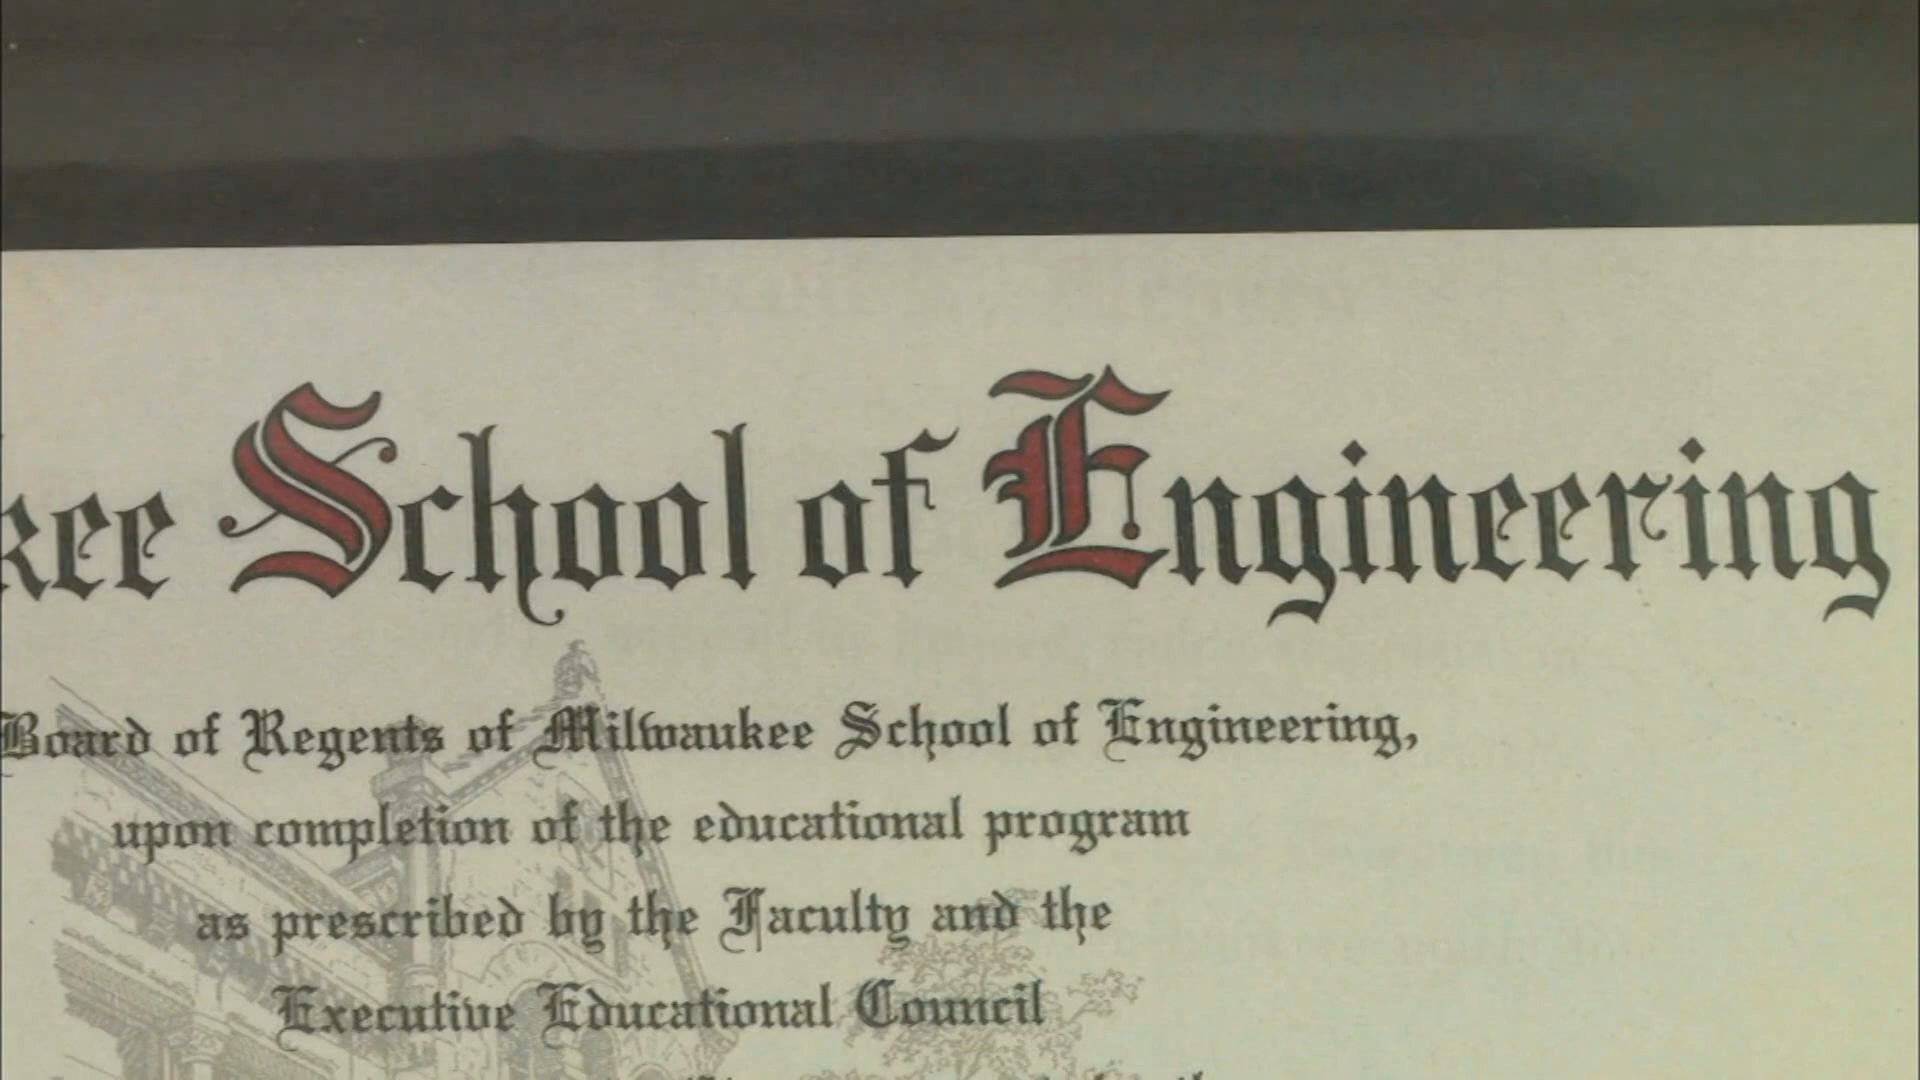 kee School of Engineering
Board of Regents of Milwaukee School of Engineering,
upon completion of the educational program
as prescribed by the Faculty and the
Executive Educational Council